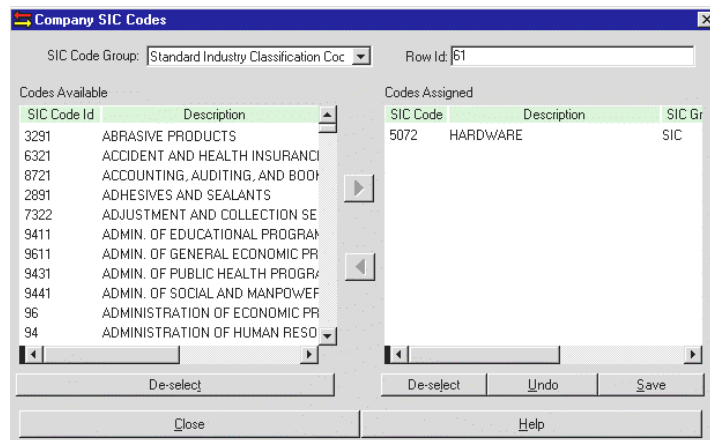 Company SIC Codes
SIC Code Group: Standard Industry Classification Coc Row Id: 61
Codes Available Codes Assigned
SIC Code Id Description SIC Code Description SIC Gr
3291 ABRASIVE PRODUCTS 5072 HARDWARE SIC
6321 ACCIDENT AND HEALTH INSURANCI
8721 ACCOUNTING, AUDITING, AND BOOK
2891 ADHESIVES AND SEALANTS
7322 ADJUSTMENT AND COLLECTION SE
9411 ADMIN. OF EDUCATIONAL PROGRAM
9611 ADMIN. OF GENERAL ECONOMIC PR
9431 ADMIN. OF PUBLIC HEALTH PROGRA
9441 ADMIN. OF SOCIAL AND MANPOWER
96 ADMINISTRATION OF ECONOMIC PR
94 ADMINISTRATION OF HUMAN RESO
De-select De-select Undo Save
Close Help